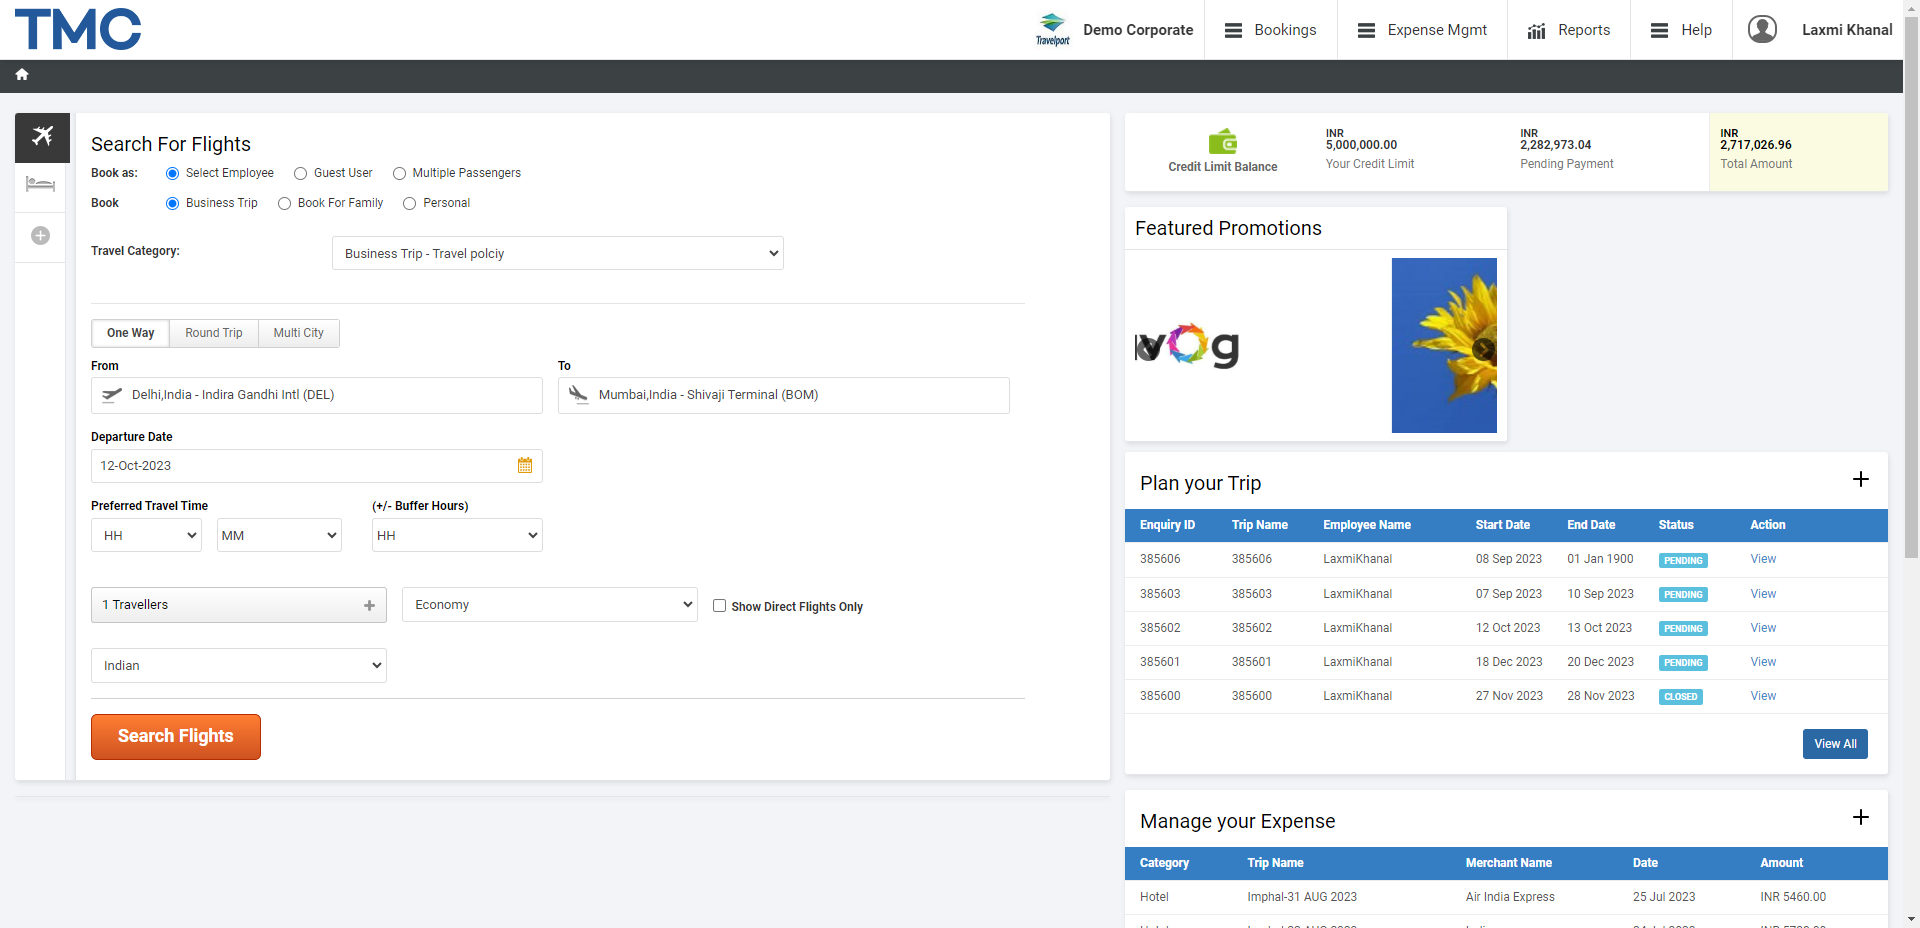 TMC
Travelport
Demo Corporate
Bookings
Expense Mgmt
Reports
Help
Laxmi Khanal
Search For Flights
Book as:
Select Employee
Guest User
Multiple Passengers
Book
Business Trip
Book For Family
Personal
Travel Category:
Business Trip - Travel polciy
One Way
Round Trip
Multi City
From
To
Delhi,India - Indira Gandhi Intl (DEL)
Mumbai,India - Shivaji Terminal (BOM)
Departure Date
12-Oct-2023
Preferred Travel Time
(+/- Buffer Hours)
HH
MM
HH
1 Travellers
Economy
Show Direct Flights Only
Indian
Search Flights
Credit Limit Balance
INR
5,000,000.00
Your Credit Limit
INR
2,282,973.04
Pending Payment
INR
2,717,026.96
Total Amount
Featured Promotions
Plan your Trip
Enquiry ID Trip Name Employee Name Start Date End Date Status Action
385606 385606 LaxmiKhanal 08 Sep 2023 01 Jan 1900 PENDING View
385603 385603 LaxmiKhanal 07 Sep 2023 10 Sep 2023 PENDING View
385602 385602 LaxmiKhanal 12 Oct 2023 13 Oct 2023 PENDING View
385601 385601 LaxmiKhanal 18 Dec 2023 20 Dec 2023 PENDING View
385600 385600 LaxmiKhanal 27 Nov 2023 28 Nov 2023 CLOSED View
View All
Manage your Expense
Category Trip Name Merchant Name Date Amount
Hotel Imphal-31 AUG 2023 Air India Express 25 Jul 2023 INR 5460.00